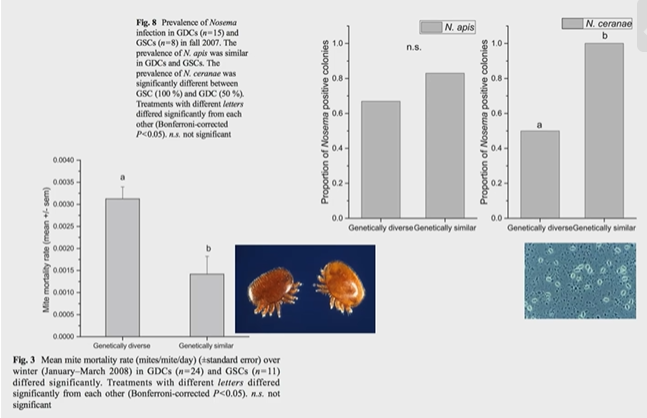 Fig. 8 Prevalence of Nosema
infection in GDCs (n=15) and
GSCs (n=8) in fall 2007. The
prevalence of N. apis was similar
in GDCs and GSCs. The
prevalence of N. ceranae was
significantly different between
GSC (100 %) and GDC (50 %).
Treatments with different letters
differed significantly from each
other (Bonferroni-corrected
P<0.05). n.s. not significant
Proportion of Nosema positive colonies
1.0
0.8
0.6
0.4
0.2
0.0
N. apis
n.s.
Genetically diverse Genetically similar
Proportion of Nosema positive colonies
1.0
0.8
0.6
0.4
0.2
0.0
N. ceranae
a
b
Genetically diverse Genetically similar
Mite mortality rate (mean +/- sem)
0.0040
0.0035
0.0030
0.0025
0.0020
0.0015
0.0010
0.0005
0.0000
a
b
Genetically diverse
Genetically similar
Fig. 3 Mean mite mortality rate (mites/mite/day) (±standard error) over
winter (January–March 2008) in GDCs (n=24) and GSCs (n=11)
differed significantly. Treatments with different letters differed
significantly from each other (Bonferroni-corrected P<0.05). n.s. not
significant